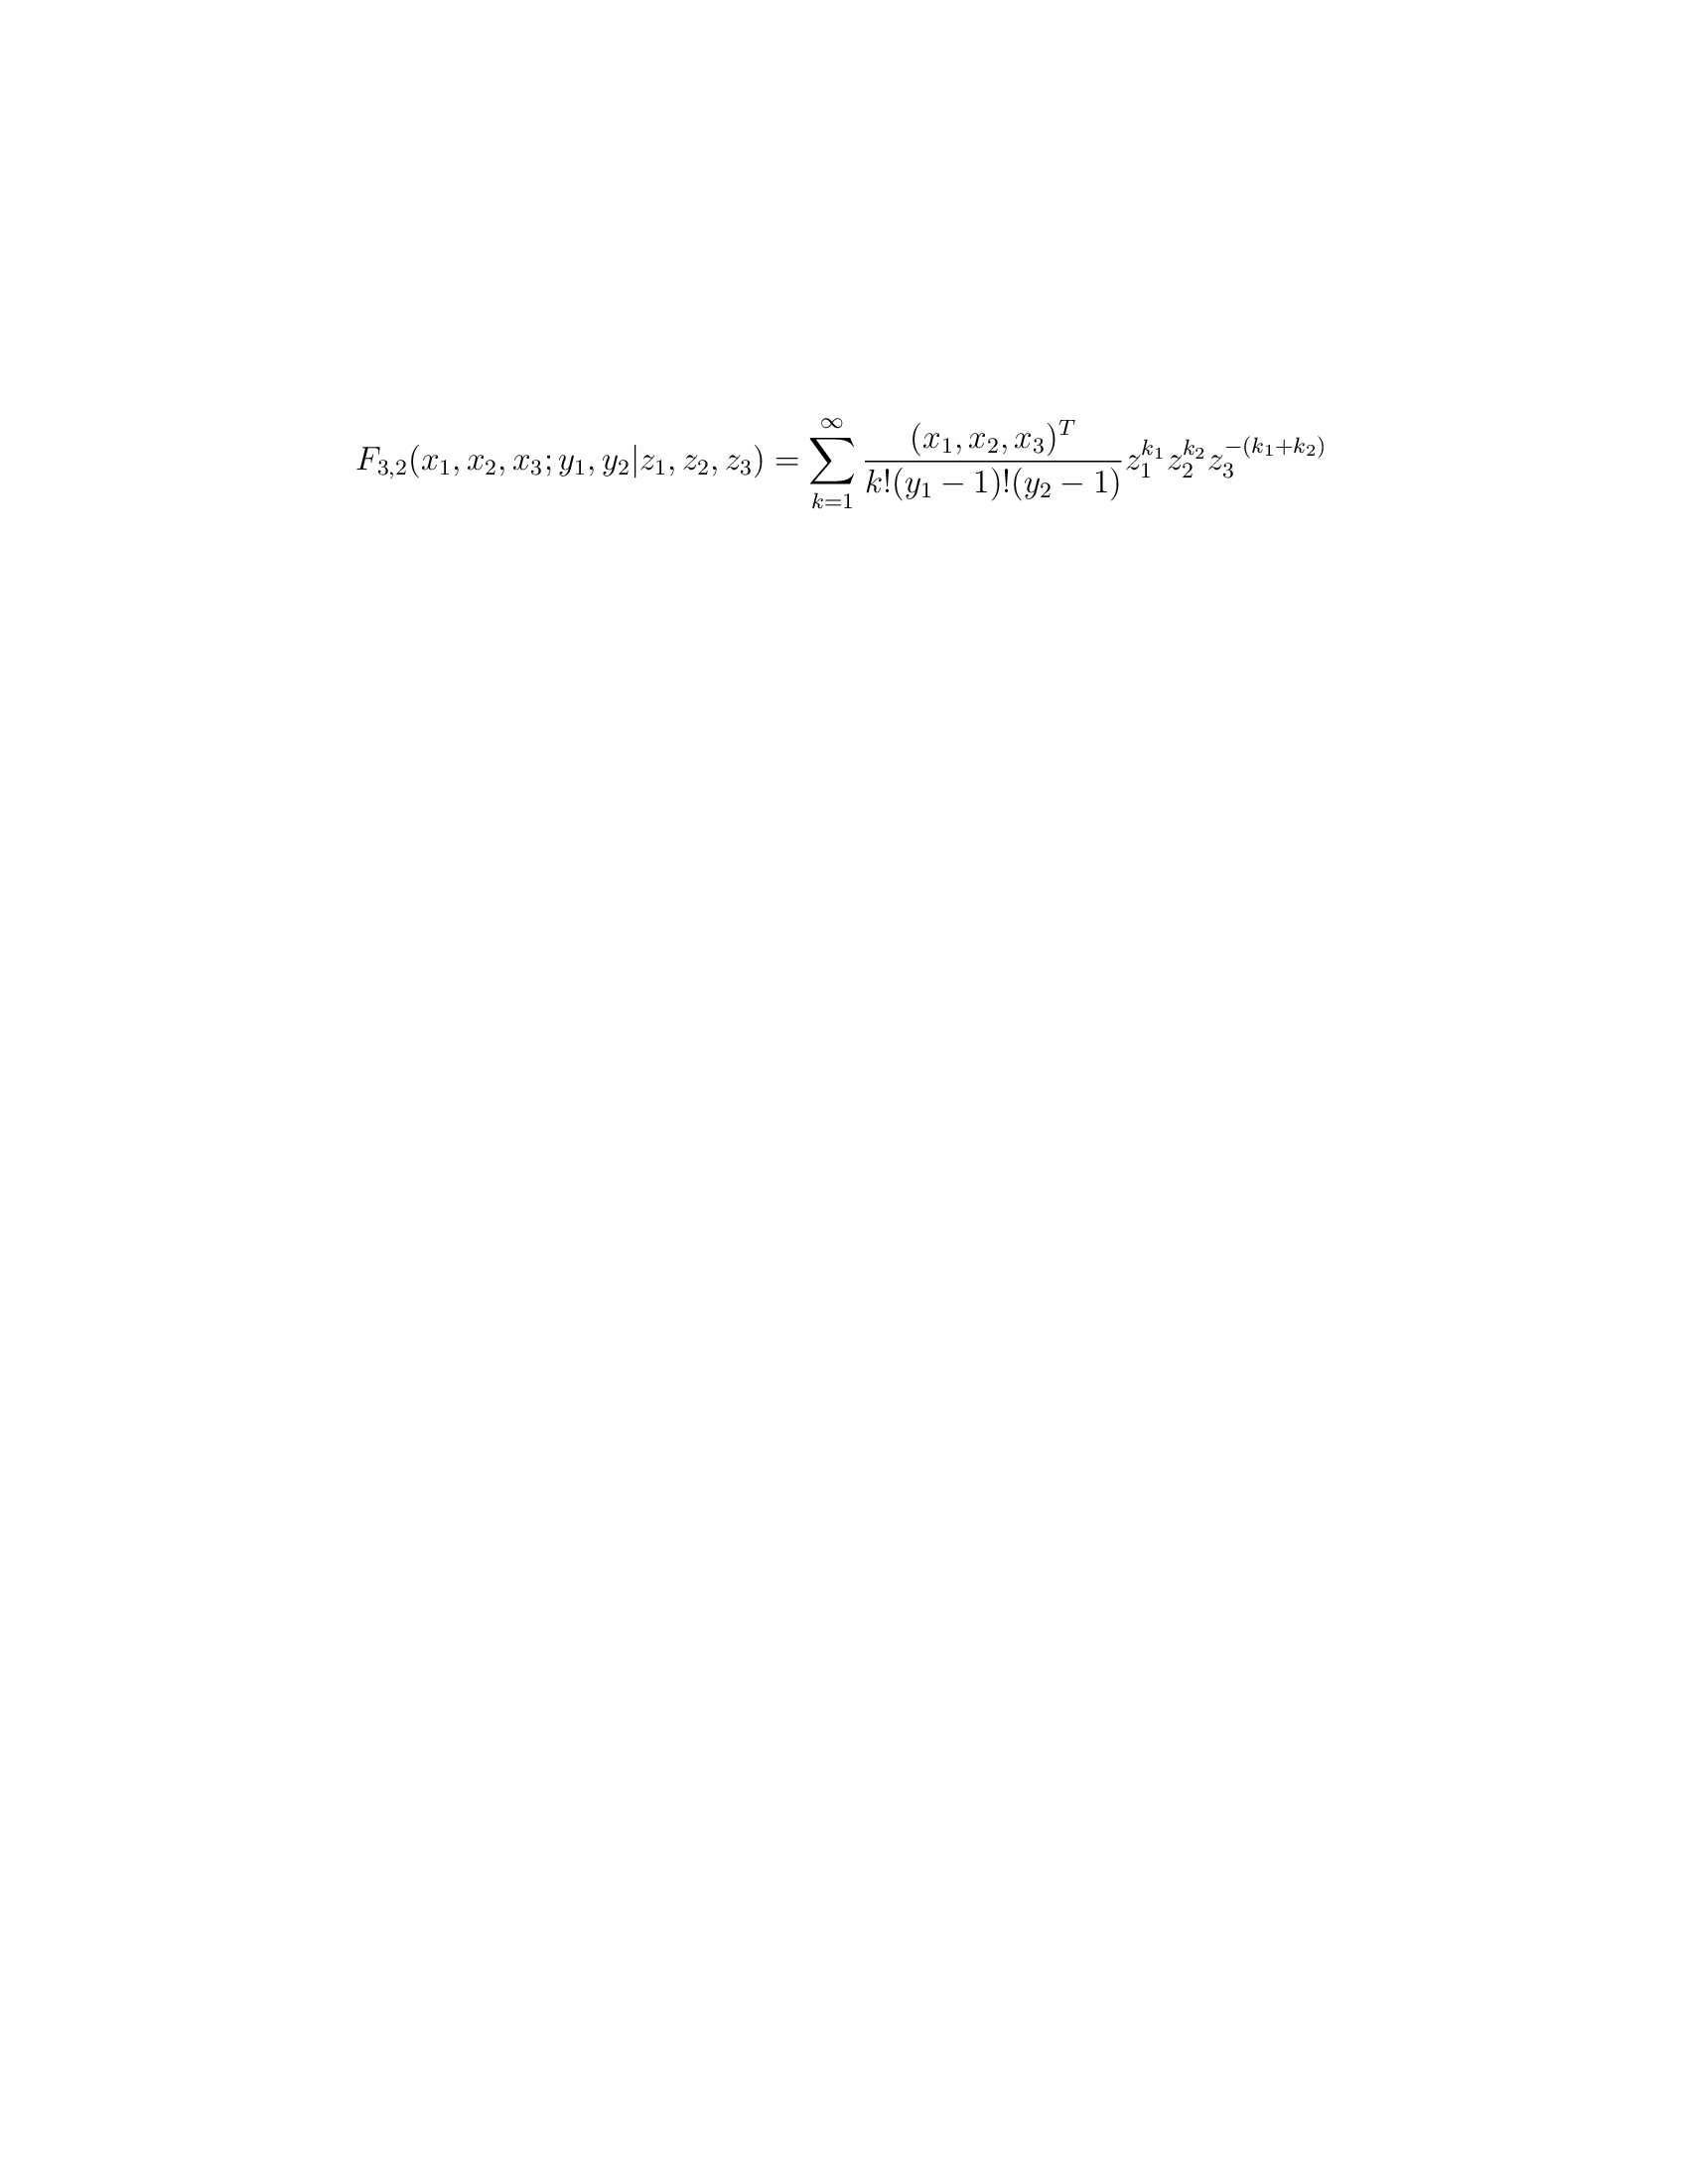 $F_{3,2}(x_1, x_2, x_3; y_1, y_2 | z_1, z_2, z_3) = \sum_{k=1}^{\infty} \frac{(x_1, x_2, x_3)^T}{k!(y_1 - 1)!(y_2 - 1)} z_1^{k_1} z_2^{k_2} z_3^{-(k_1+k_2)}$